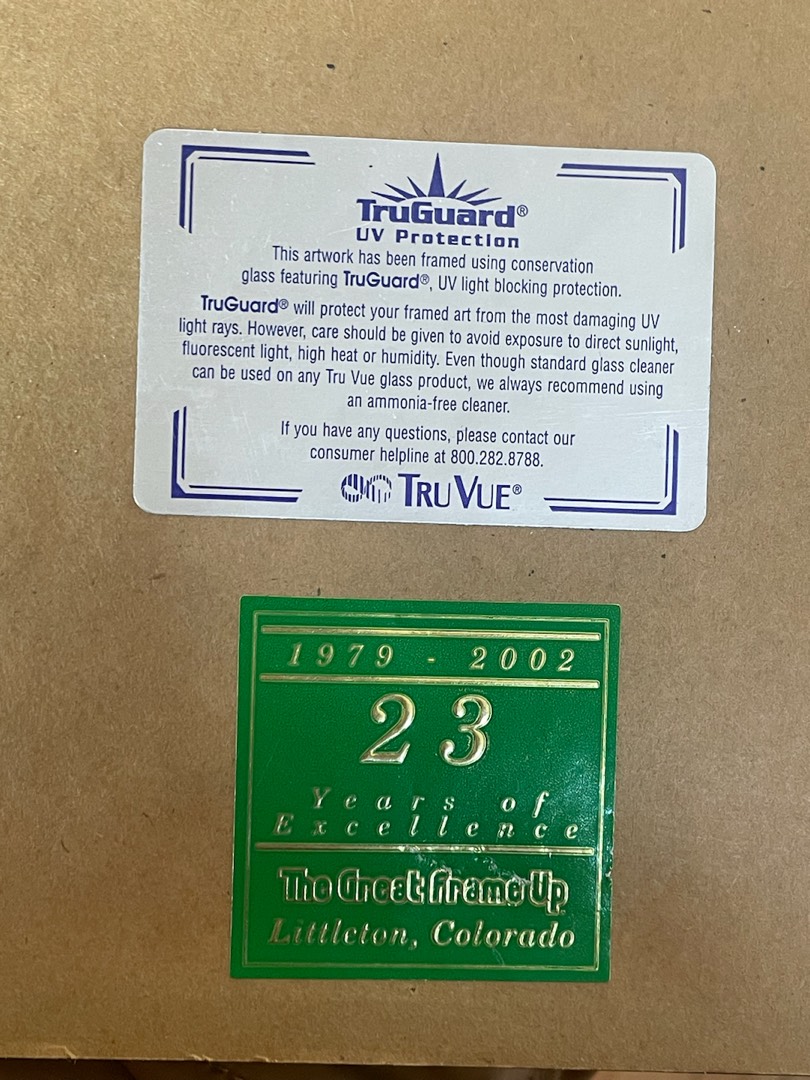 TruGuard®
UV Protection
This artwork has been framed using conservation
glass featuring TruGuard®, UV light blocking protection.
TruGuard® will protect your framed art from the most damaging UV
light rays. However, care should be given to avoid exposure to direct sunlight,
fluorescent light, high heat or humidity. Even though standard glass cleaner
can be used on any Tru Vue glass product, we always recommend using
an ammonia-free cleaner.
If you have any questions, please contact our
consumer helpline at 800.282.8788.
TRU VUE®
1979 - 2002
23
Years of
Excellence
The Great Frame Up
Littleton, Colorado